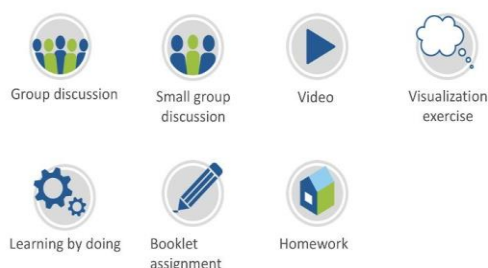 Group discussion
Small group
discussion
Video
Visualization
exercise
Learning by doing
Booklet
assignment
Homework